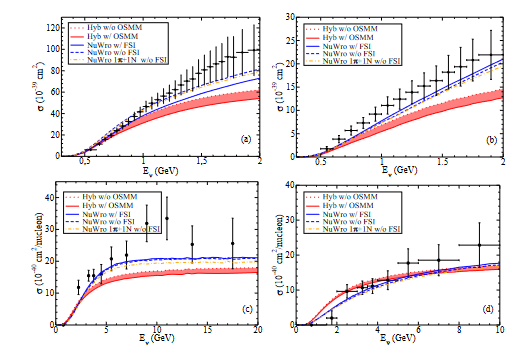 130
120
100
80
60
40
20
0
σ (10⁻³⁹ cm²)
Hyb w/o OSMM
Hyb w/ OSMM
NuWro w/ FSI
NuWro w/o FSI
NuWro 1π+1N w/o FSI
(a)
0,5 1 1,5 2
Eν (GeV)
30
25
20
15
10
5
0
σ (10⁻³⁹ cm²)
Hyb w/o OSMM
Hyb w/ OSMM
NuWro w/ FSI
NuWro w/o FSI
NuWro 1π+1N w/o FSI
(b)
0.5 1 1.5 2
Eν (GeV)
40
30
20
10
0
σ (10⁻⁴⁰ cm²/nucleon)
Hyb w/o OSMM
Hyb w/ OSMM
NuWro w/ FSI
NuWro w/o FSI
NuWro 1π+1N w/o FSI
(c)
0 5 10 15 20
Eν (GeV)
40
20
0
σ (10⁻⁴⁰ cm²/nucleon)
Hyb w/o OSMM
Hyb w/ OSMM
NuWro w/ FSI
NuWro w/o FSI
NuWro 1π+1N w/o FSI
(d)
0 2 4 6 8 10
Eν (GeV)